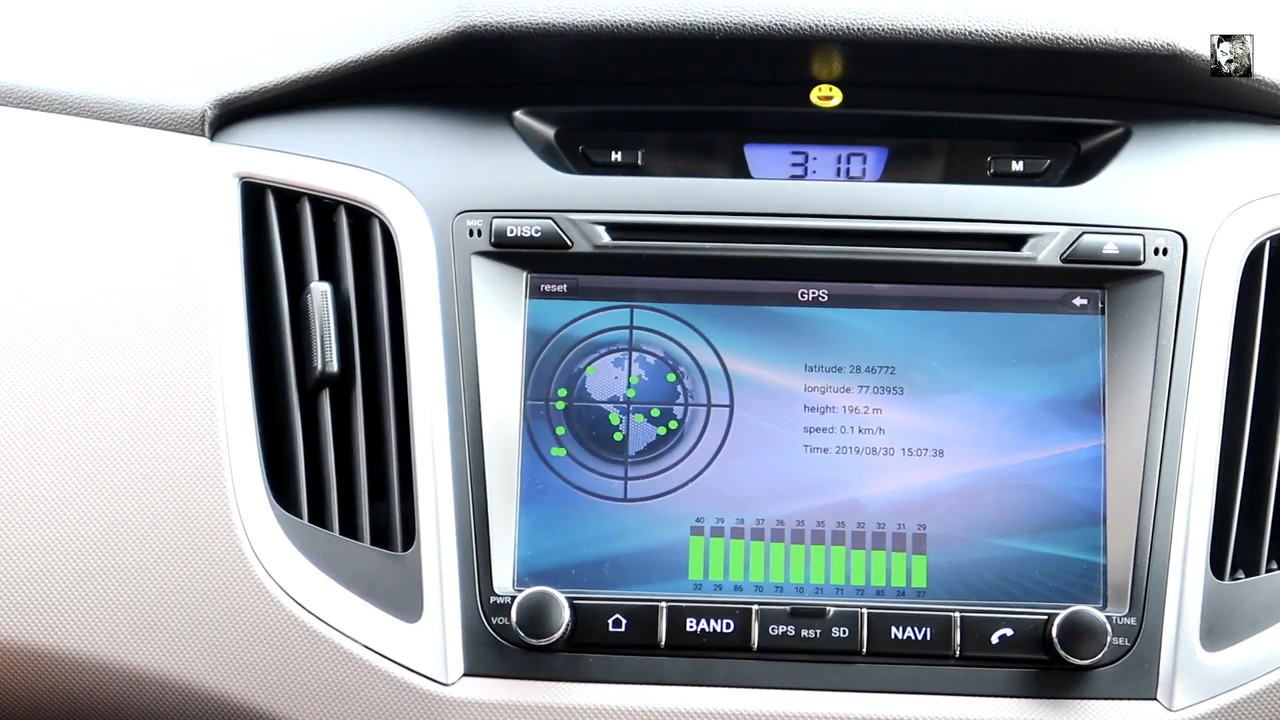 H
3:10
M
MIC
DISC
reset
GPS
latitude: 28.46772
longitude: 77.03953
height: 196.2 m
speed: 0.1 km/h
Time: 2019/08/30 15:07:38
40 39 38 37 36 35 35 35 32 32 31 29
32 29 86 70 73 10 21 71 72 85 24 27
PWR
VOL
BAND
GPS RST SD
NAVI
TUNE
SEL